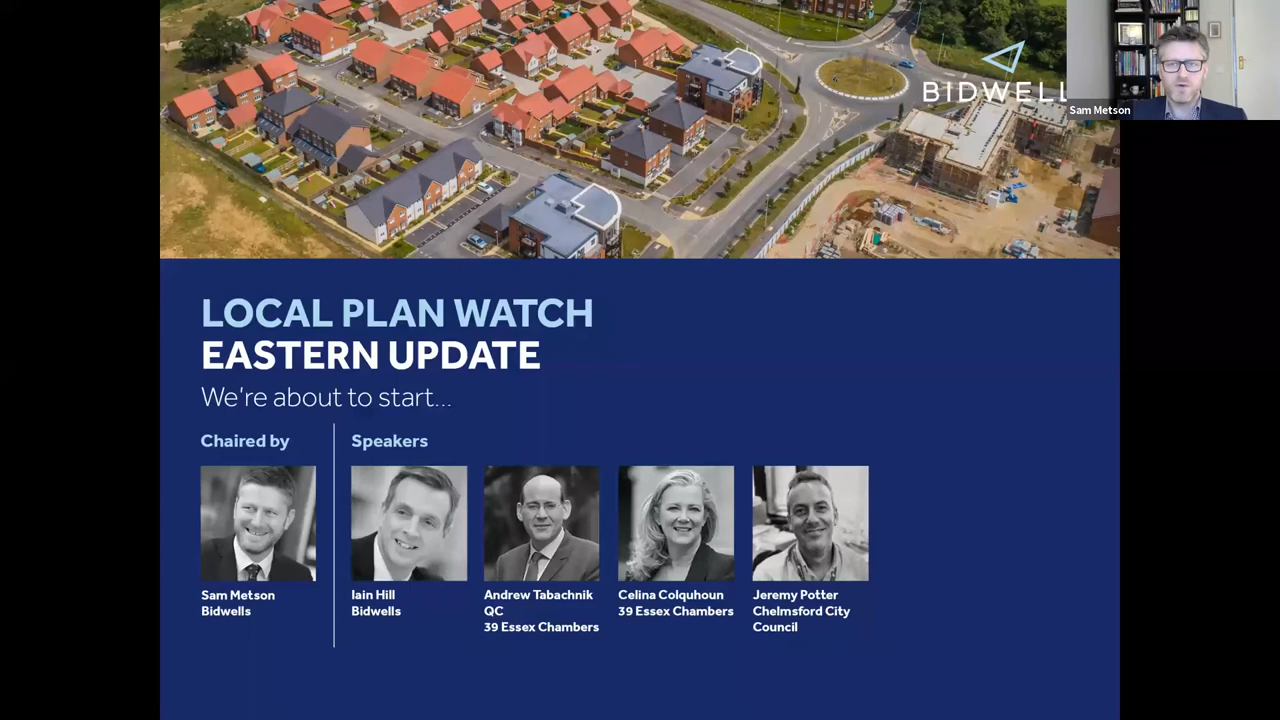 BIDWELL
Sam Metson
LOCAL PLAN WATCH
EASTERN UPDATE
We're about to start...
Chaired by
Speakers
Sam Metson
Bidwells
Iain Hill
Bidwells
Andrew Tabachnik
QC
39 Essex Chambers
Celina Colquhoun
39 Essex Chambers
Jeremy Potter
Chelmsford City
Council